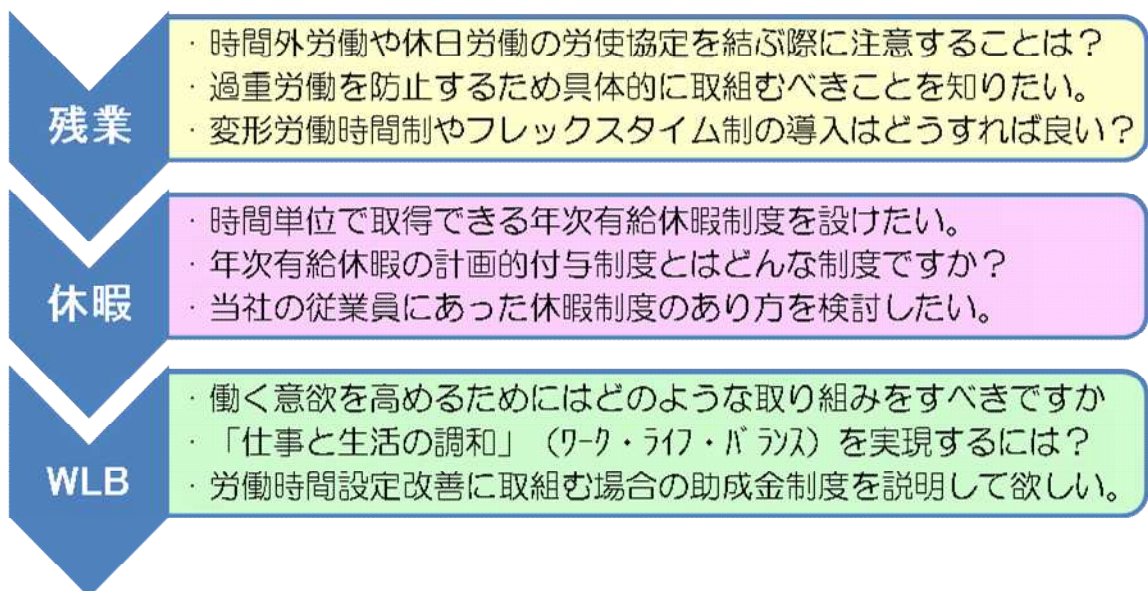 残業
・時間外労働や休日労働の労使協定を結ぶ際に注意することは？
・過重労働を防止するため具体的に取組むべきことを知りたい。
・変形労働時間制やフレックスタイム制の導入はどうすれば良い？
休暇
・時間単位で取得できる年次有給休暇制度を設けたい。
・年次有給休暇の計画的付与制度とはどんな制度ですか？
・当社の従業員にあった休暇制度のあり方を検討したい。
WLB
・働く意欲を高めるためにはどのような取り組みをすべきですか
・「仕事と生活の調和」（ﾜｰｸ・ﾗｲﾌ・ﾊﾞﾗﾝｽ）を実現するには？
・労働時間設定改善に取組む場合の助成金制度を説明して欲しい。